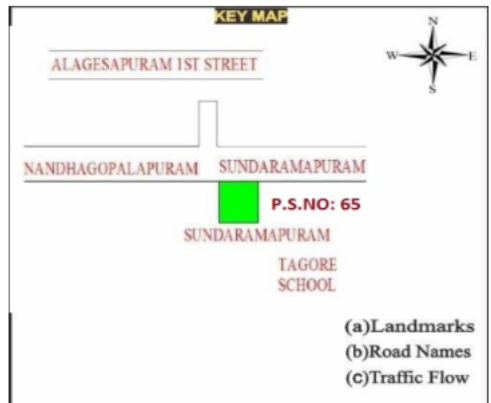 KEY MAP
N
W E
S
ALAGESAPURAM 1ST STREET
NANDHAGOPALAPURAM SUNDARAMAPURAM
P.S.NO: 65
SUNDARAMAPURAM
TAGORE
SCHOOL
(a)Landmarks
(b)Road Names
(c)Traffic Flow